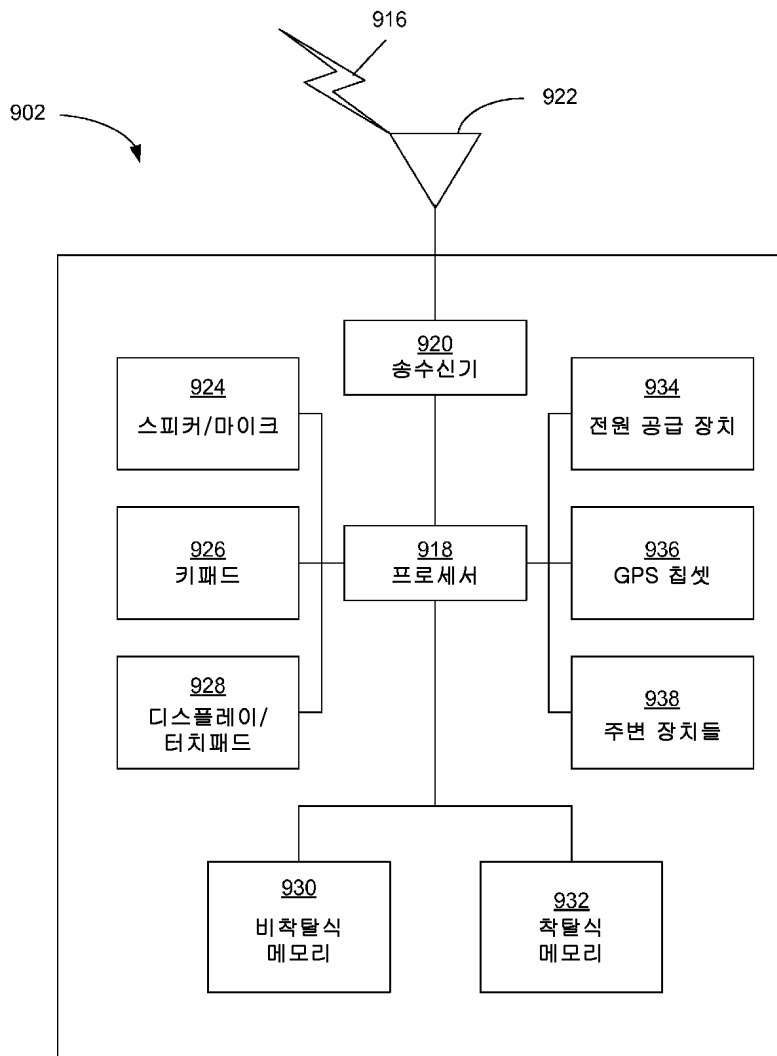 916
922
902
920
송수신기
924
스피커/마이크
934
전원 공급 장치
926
키패드
918
프로세서
936
GPS 칩셋
928
디스플레이/
터치패드
938
주변 장치들
930
비착탈식
메모리
932
착탈식
메모리